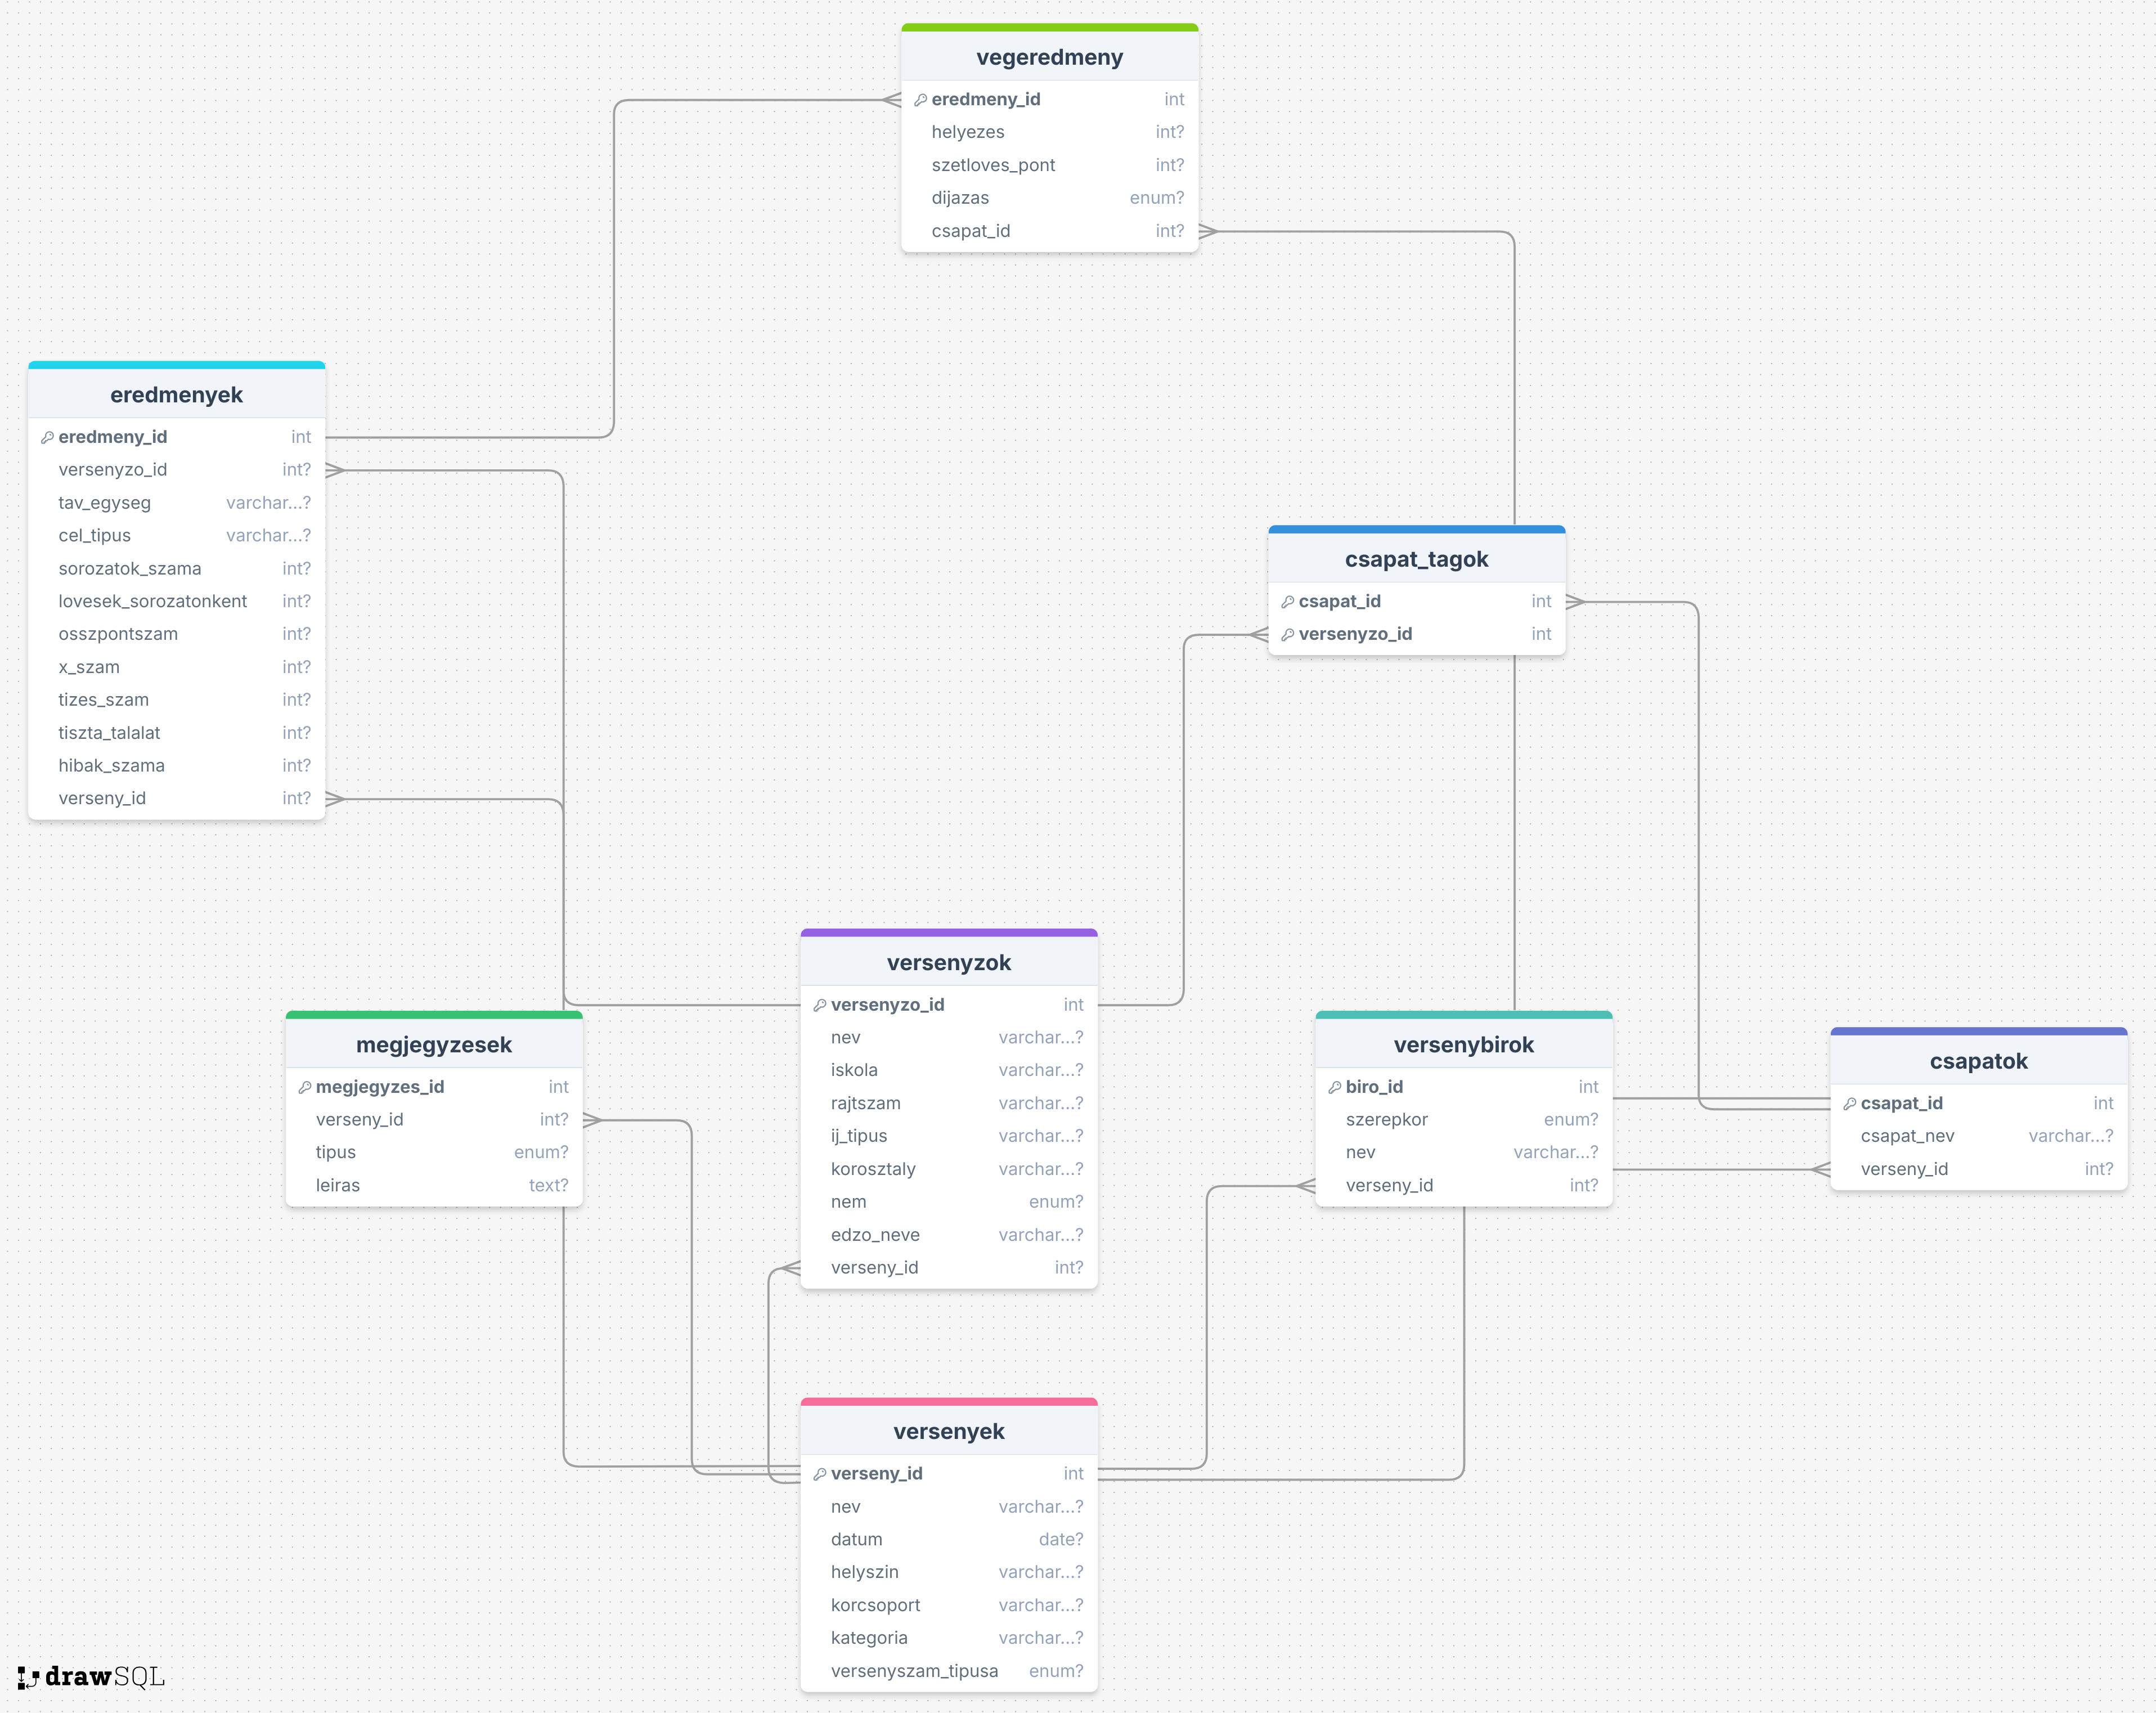 vegeredmeny
eredmeny_id int
helyezes int?
szetloves_pont int?
dijazas enum?
csapat_id int?
eredmenyek
eredmeny_id int
versenyzo_id int?
tav_egyseg varchar...?
cel_tipus varchar...?
sorozatok_szama int?
lovesek_sorozatonkent int?
osszpontszam int?
x_szam int?
tizes_szam int?
tiszta_talalat int?
hibak_szama int?
verseny_id int?
csapat_tagok
csapat_id int
versenyzo_id int
versenyzok
versenyzo_id int
nev varchar...?
iskola varchar...?
rajtszam varchar...?
ij_tipus varchar...?
korosztaly varchar...?
nem enum?
edzo_neve varchar...?
verseny_id int?
megjegyzesek
megjegyzes_id int
verseny_id int?
tipus enum?
leiras text?
versenybirok
biro_id int
szerepkor enum?
nev varchar...?
verseny_id int?
csapatok
csapat_id int
csapat_nev varchar...?
verseny_id int?
versenyek
verseny_id int
nev varchar...?
datum date?
helyszin varchar...?
korcsoport varchar...?
kategoria varchar...?
versenyszam_tipusa enum?
drawSQL